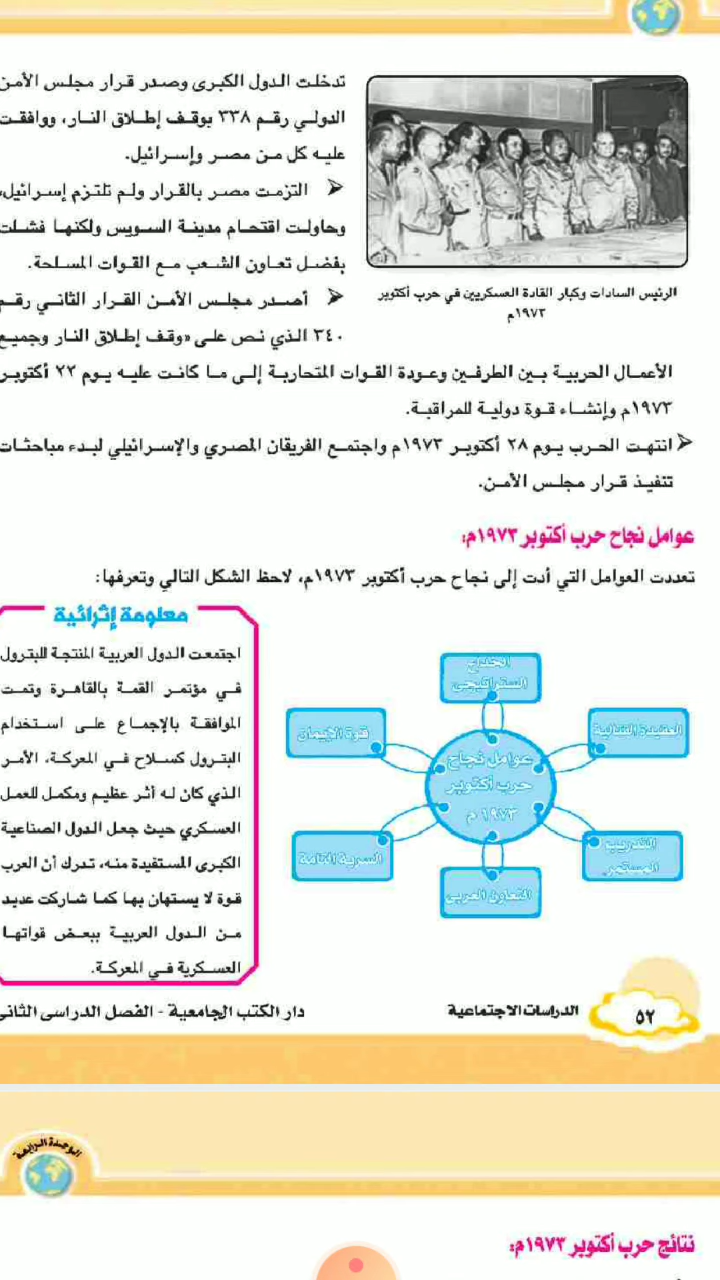 تدخلت الدول الكبرى وصدر قرار مجلس الأمن
الدولي رقم ٣٣٨ بوقف إطلاق النار، ووافقت
عليه كل من مصر وإسرائيل.
➤ التزمت مصر بالقرار ولم تلتزم إسرائيل،
وحاولت اقتحام مدينة السويس ولكنها فشلت
بفضل تعاون الشعب مع القوات المسلحة.
الرئيس السادات وكبار القادة العسكريين في حرب أكتوبر
١٩٧٣م
➤ أصدر مجلس الأمن القرار الثاني رقم
٣٤٠ الذي نص على «وقف إطلاق النار وجميع
الأعمال الحربية بين الطرفين وعودة القوات المتحاربة إلى ما كانت عليه يوم ٢٢ أكتوبر
١٩٧٣م وإنشاء قوة دولية للمراقبة.
➤ انتهت الحرب يوم ٢٨ أكتوبر ١٩٧٣م واجتمع الفريقان المصري والإسرائيلي لبدء مباحثات
تنفيذ قرار مجلس الأمن.
عوامل نجاح حرب أكتوبر ١٩٧٣م:
تعددت العوامل التي أدت إلى نجاح حرب أكتوبر ١٩٧٣م، لاحظ الشكل التالي وتعرفها:
الخداع
الستراتيجي
العقيدة القتالية
قوة الإيمان
عوامل نجاح
حرب أكتوبر
١٩٧٣ م
التدريب
المستمر
السرية التامة
التعاون العربي
معلومة إثرائية
اجتمعت الدول العربية المنتجة للبترول
في مؤتمر القمة بالقاهرة وتمت
الموافقة بالإجماع على استخدام
البترول كسلاح في المعركة، الأمر
الذي كان له أثر عظيم ومكمل للعمل
العسكري حيث جعل الدول الصناعية
الكبرى المستفيدة منه، تدرك أن العرب
قوة لا يستهان بها كما شاركت عديد
من الدول العربية ببعض قواتها
العسكرية في المعركة.
٥٢
الدراسات الاجتماعية
دار الكتب الجامعية - الفصل الدراسى الثانى
الوحدة الرابعة
نتائج حرب أكتوبر ١٩٧٣م: